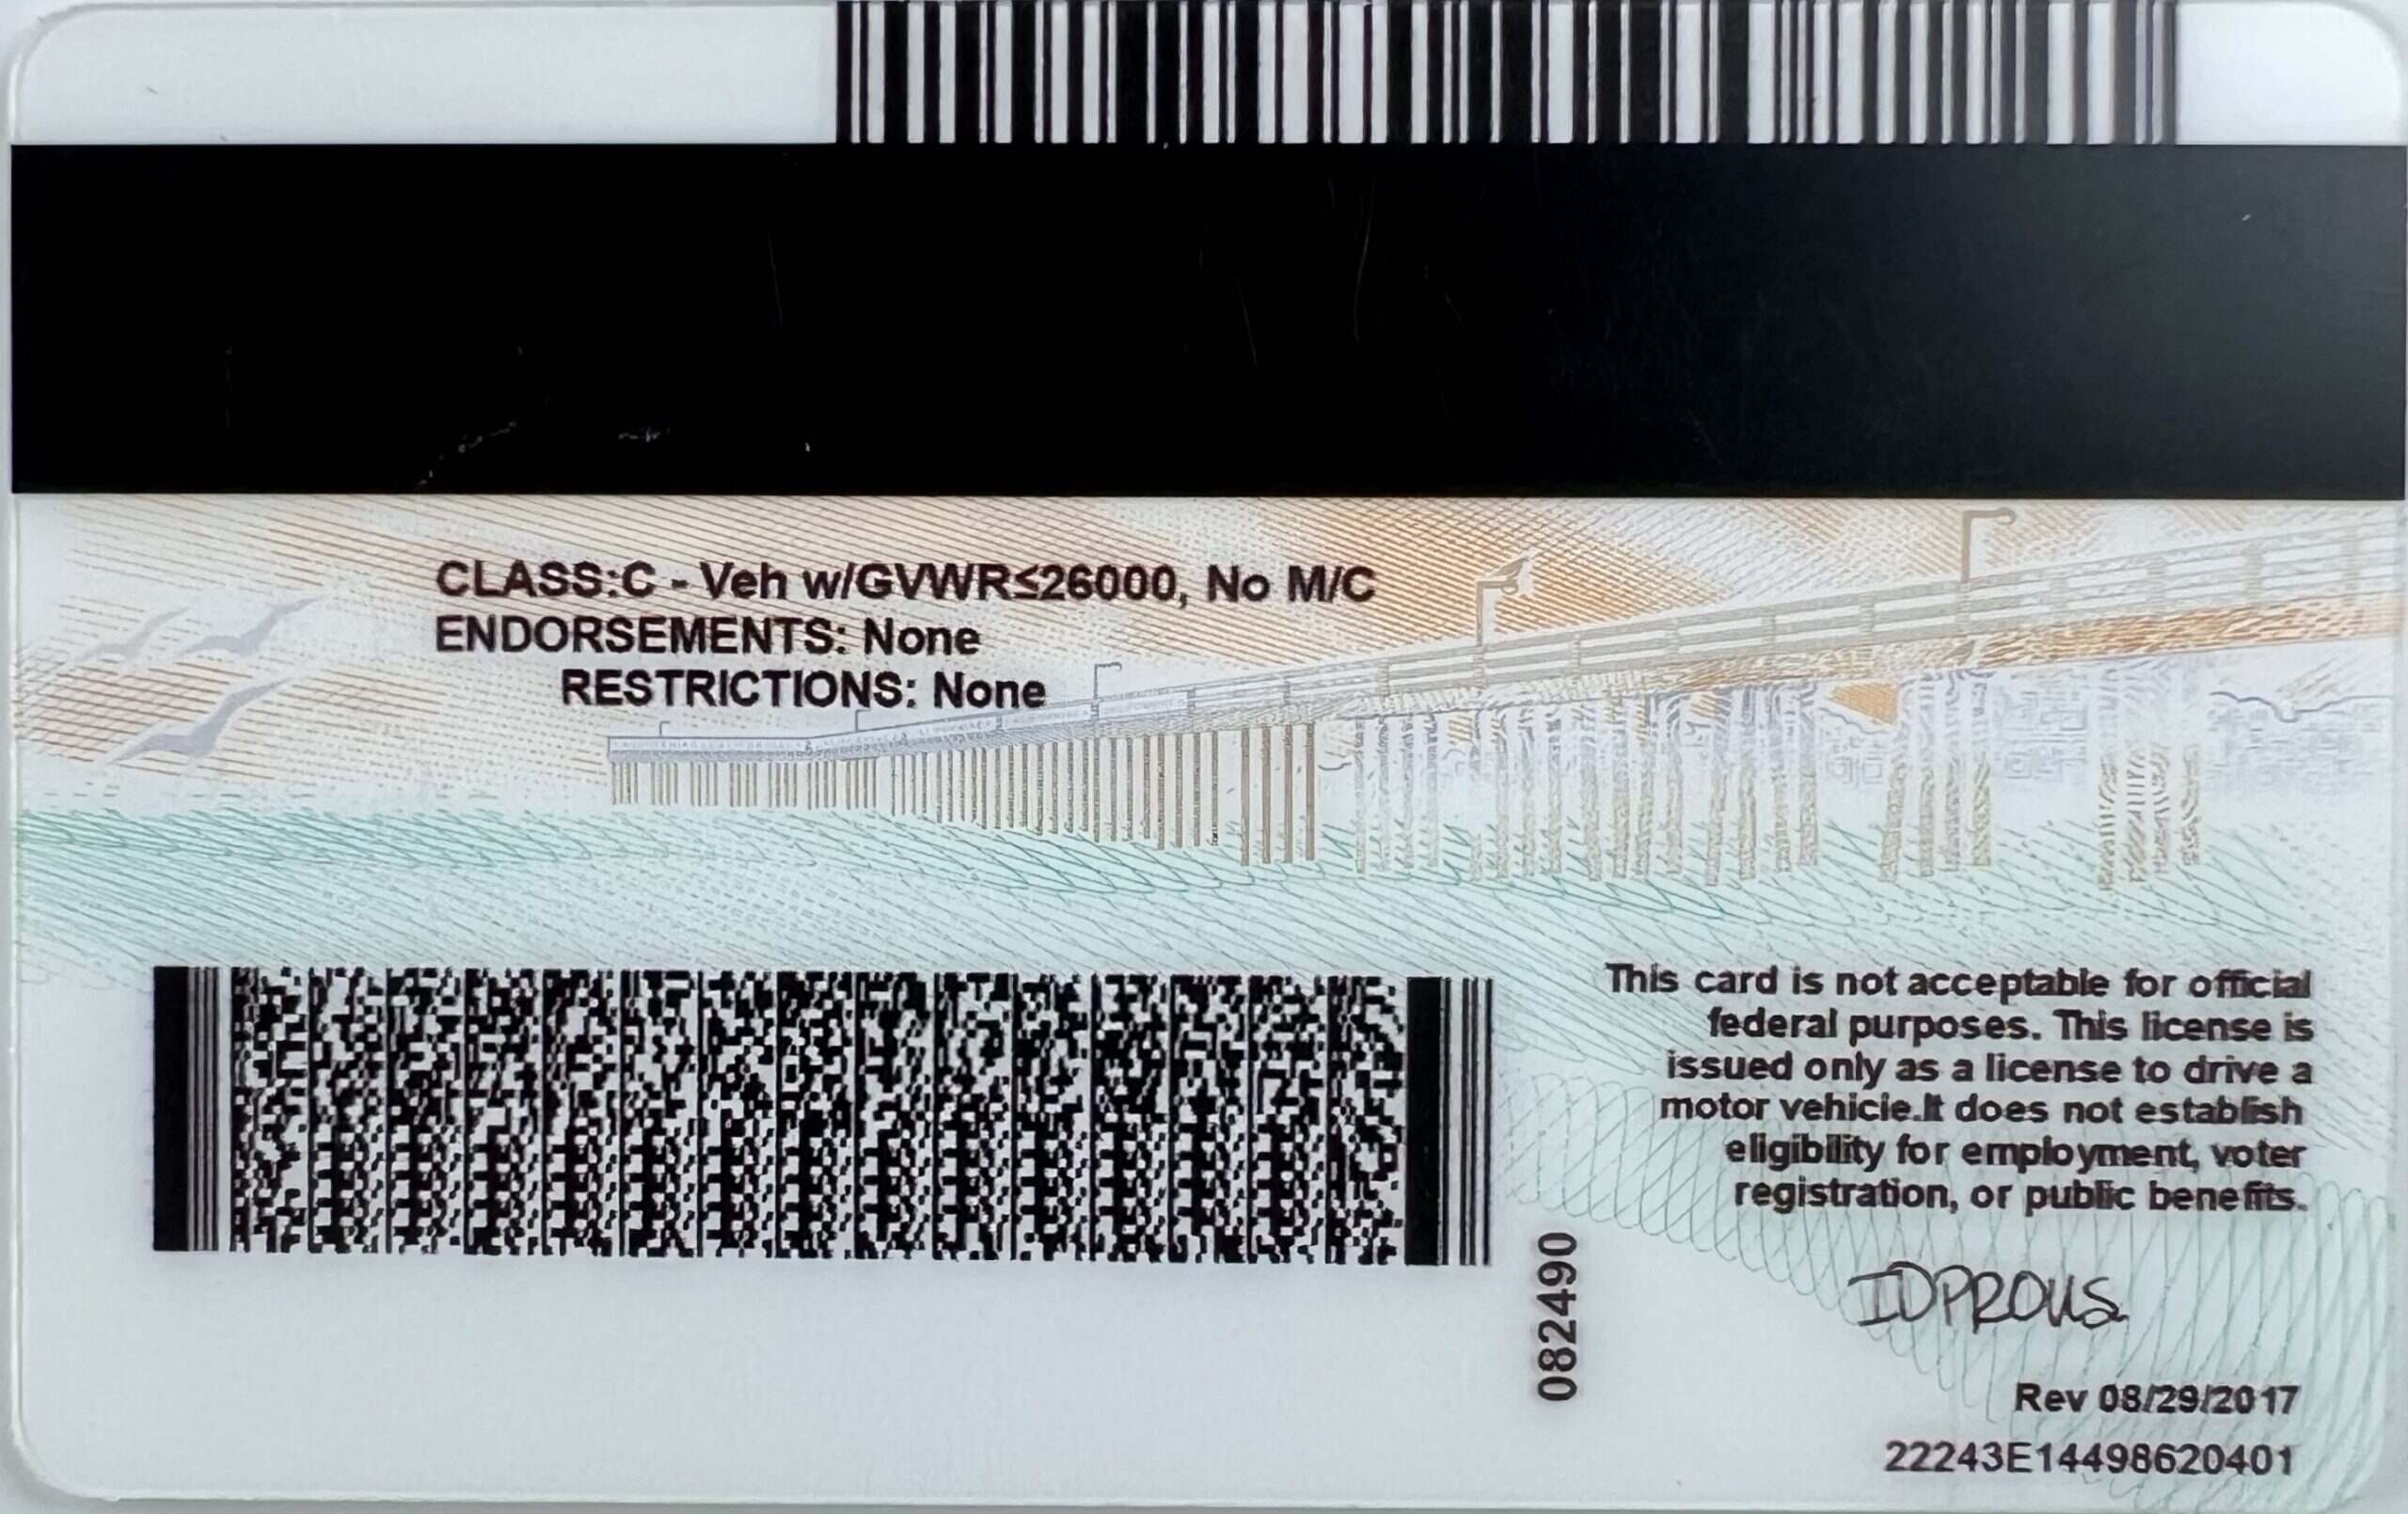 CLASS:C - Veh w/GVWR≤26000, No M/C
ENDORSEMENTS: None
RESTRICTIONS: None
This card is not acceptable for official
federal purposes. This license is
issued only as a license to drive a
motor vehicie.It does not establish
eligibility for employment, voter
registration, or public benefits.
082490
IDPROUS
Rev 08/29/2017
22243E14498620401